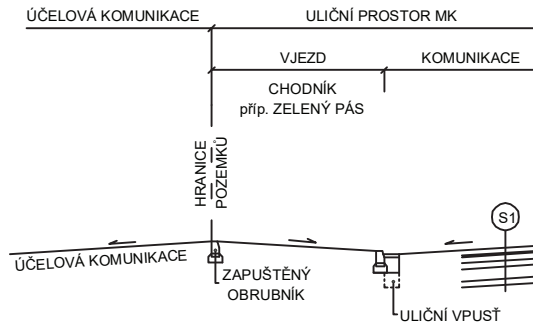 ÚČELOVÁ KOMUNIKACE
ULIČNÍ PROSTOR MK
VJEZD
KOMUNIKACE
CHODNÍK
příp. ZELENÝ PÁS
HRANICE
POZEMKŮ
S1
ÚČELOVÁ KOMUNIKACE
ZAPUŠTĚNÝ
OBRUBNÍK
ULIČNÍ VPUSŤ